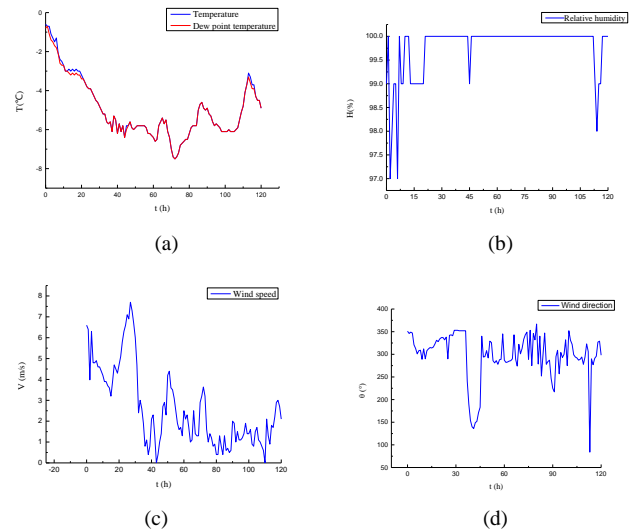 Temperature
Dew point temperature
0
-2
-4
-6
-8
T(℃)
0 20 40 60 80 100 120
t (h)
(a)
Relative humidity
100.0
99.5
99.0
98.5
98.0
97.5
97.0
H(%)
0 15 30 45 60 75 90 105 120
t (h)
(b)
Wind speed
8
7
6
5
4
3
2
1
0
V (m/s)
-20 0 20 40 60 80 100 120
t (h)
(c)
Wind direction
400
350
300
250
200
150
100
50
θ (°)
0 30 60 90 120
t (h)
(d)